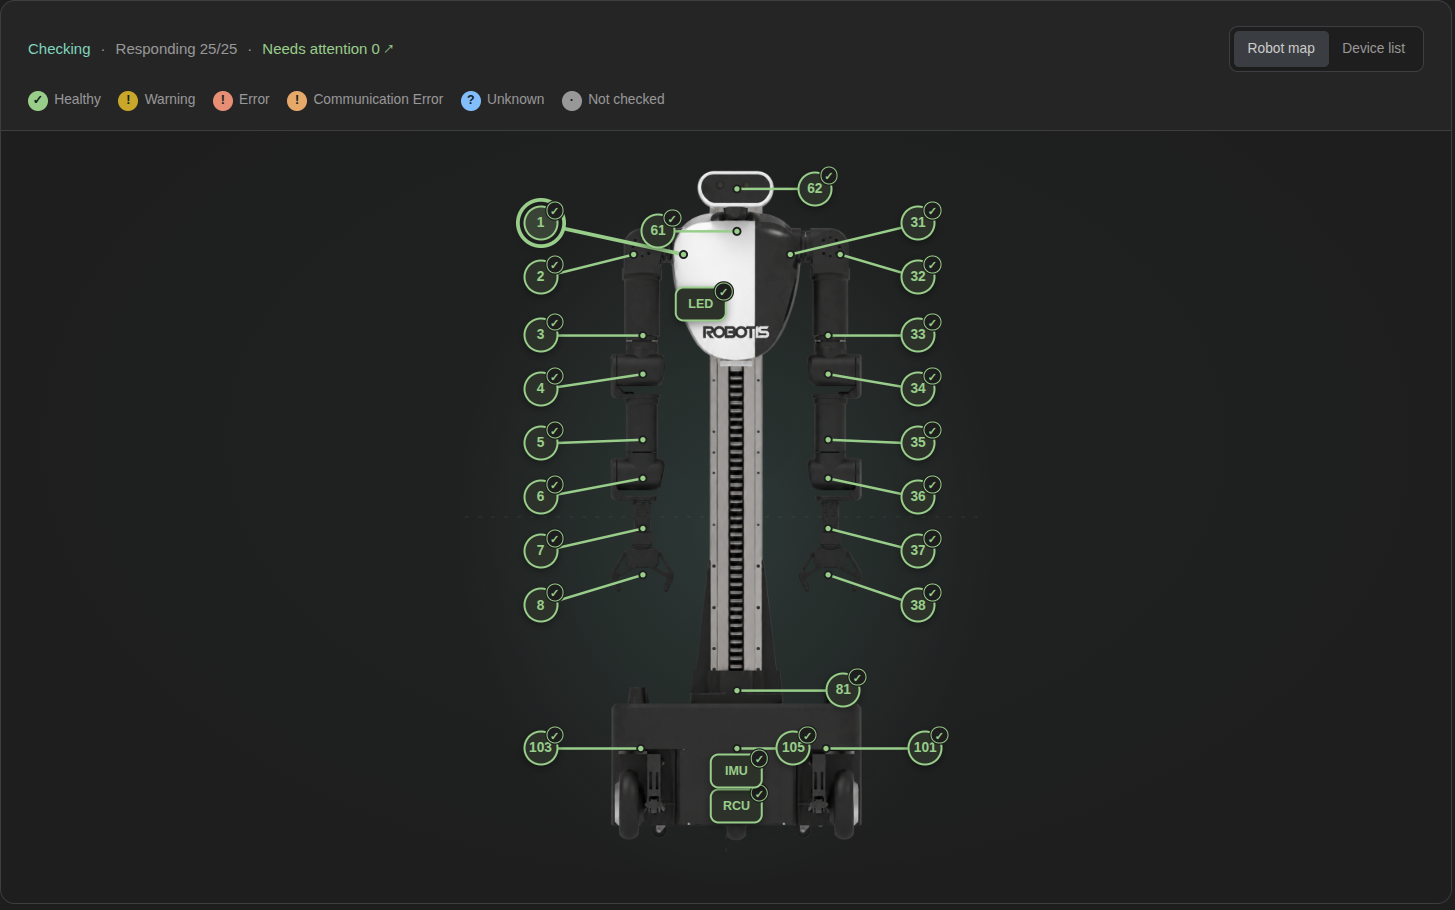 Checking · Responding 25/25 · Needs attention 0 ↗
Robot map
Device list
✓ Healthy
! Warning
! Error
! Communication Error
? Unknown
· Not checked
62
1
61
31
2
32
LED
ROBOTIS
3
33
4
34
5
35
6
36
7
37
8
38
81
103
105
101
IMU
RCU